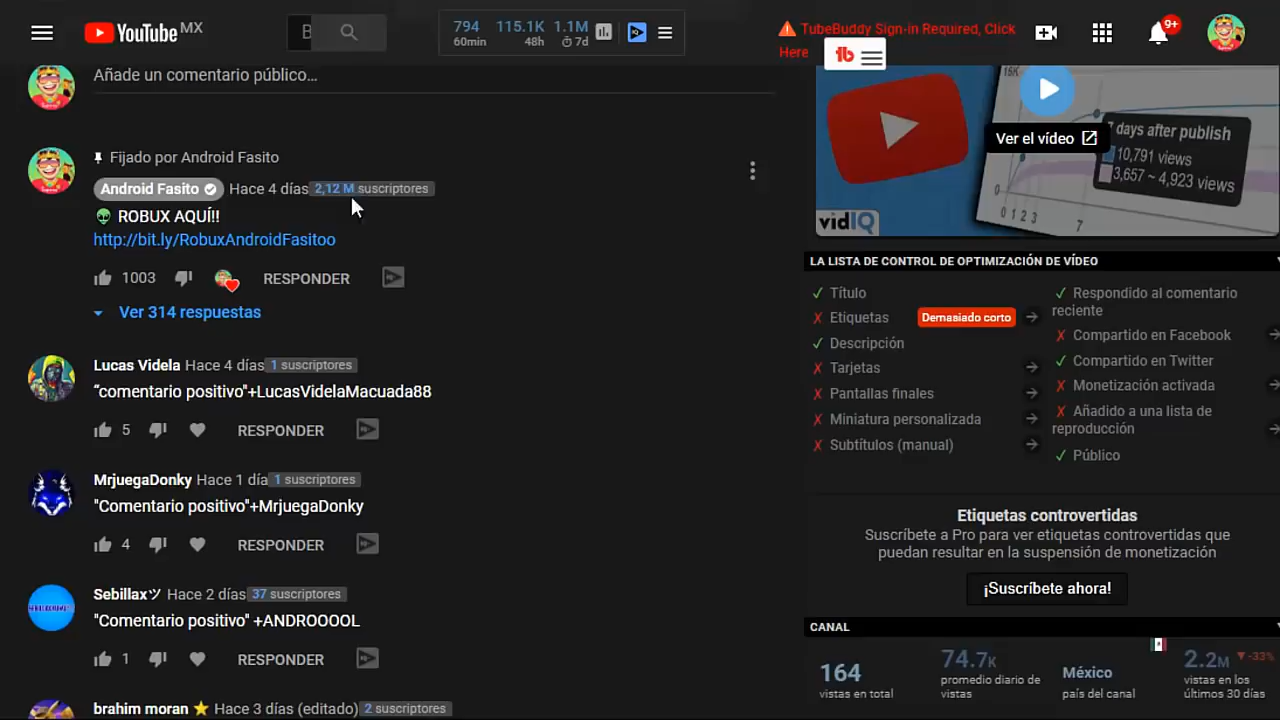 YouTube MX
B
794 115.1K 1.1M
60min 48h 7d
TubeBuddy Sign-in Required, Click
Here
tb
9+
Añade un comentario público...
Fijado por Android Fasito
Android Fasito Hace 4 días 2,12 M suscriptores
👽 ROBUX AQUÍ!!
http://bit.ly/RobuxAndroidFasitoo
1003 RESPONDER
Ver 314 respuestas
Lucas Videla Hace 4 días 1 suscriptores
“comentario positivo"+LucasVidelaMacuada88
5 RESPONDER
MrjuegaDonky Hace 1 día 1 suscriptores
"Comentario positivo"+MrjuegaDonky
4 RESPONDER
Sebillaxツ Hace 2 días 37 suscriptores
"Comentario positivo" +ANDROOOOL
1 RESPONDER
brahim moran ⭐ Hace 3 días (editado) 2 suscriptores
16K
Ver el vídeo
days after publish
10,791 views
3,657 ~ 4,923 views
0 1 2 3 7
vidIQ
LA LISTA DE CONTROL DE OPTIMIZACIÓN DE VÍDEO
✓ Título
✗ Etiquetas Demasiado corto
✓ Descripción
✗ Tarjetas
✗ Pantallas finales
✗ Miniatura personalizada
✗ Subtítulos (manual)
✓ Respondido al comentario
reciente
✗ Compartido en Facebook
✓ Compartido en Twitter
✗ Monetización activada
✗ Añadido a una lista de
reproducción
✓ Público
Etiquetas controvertidas
Suscríbete a Pro para ver etiquetas controvertidas que
puedan resultar en la suspensión de monetización
¡Suscríbete ahora!
CANAL
164
vistas en total
74.7K
promedio diario de
vistas
México
país del canal
2.2M ▼-33%
vistas en los
últimos 30 días